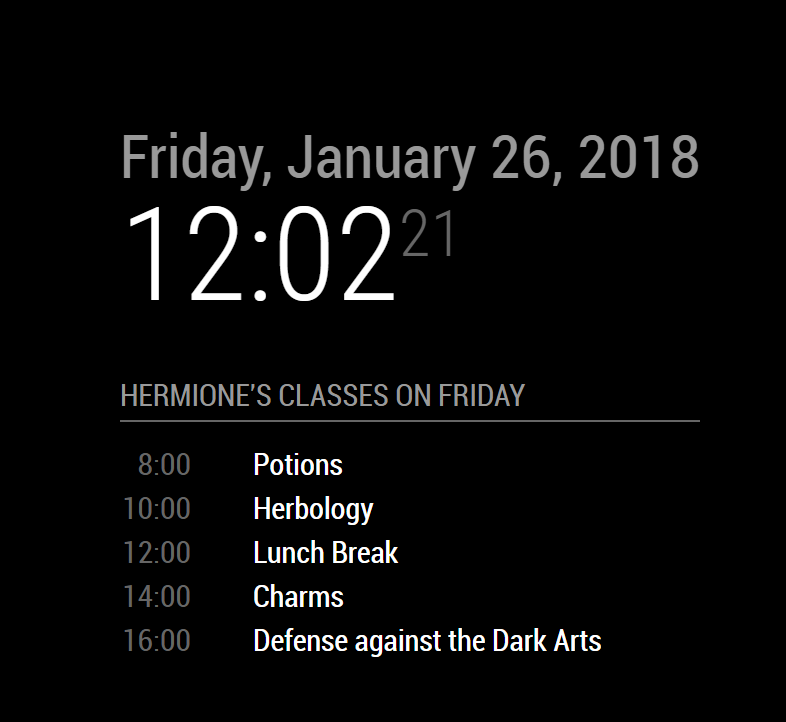 Friday, January 26, 2018
12:02 21
HERMIONE'S CLASSES ON FRIDAY
8:00 Potions
10:00 Herbology
12:00 Lunch Break
14:00 Charms
16:00 Defense against the Dark Arts